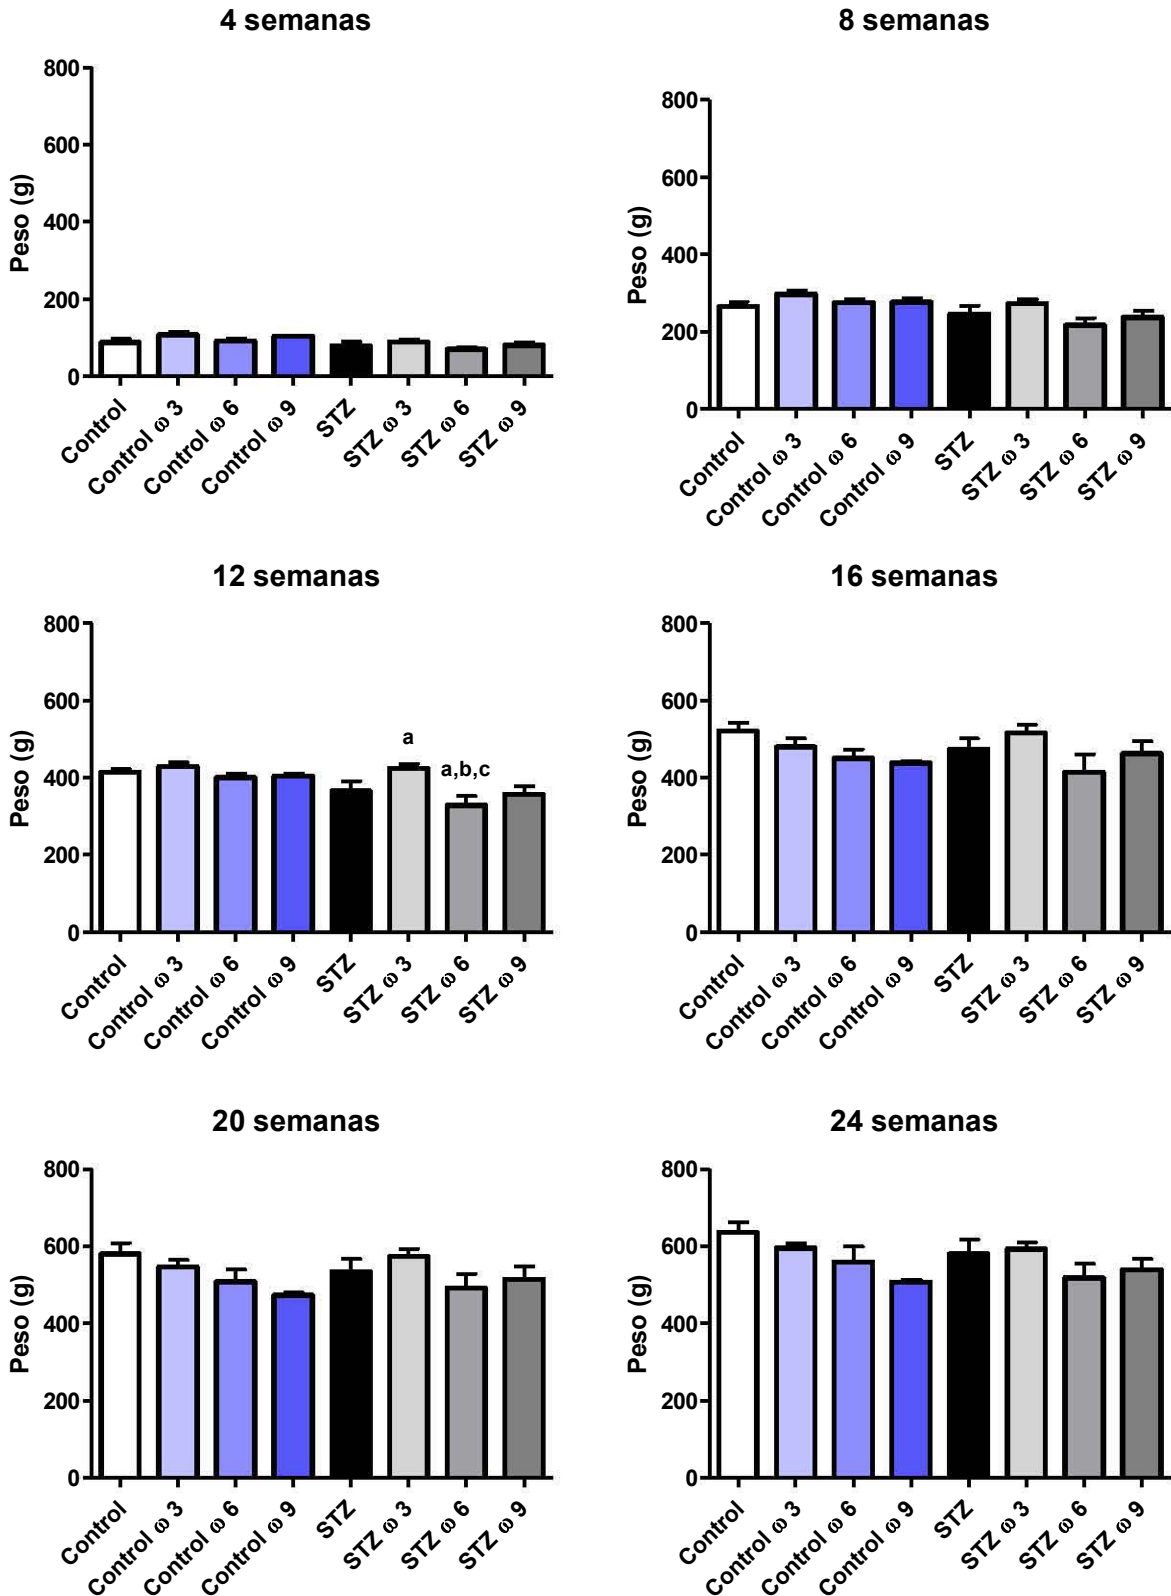 4 semanas
Peso (g)
800
600
400
200
0
Control
Control ω 3
Control ω 6
Control ω 9
STZ
STZ ω 3
STZ ω 6
STZ ω 9
8 semanas
Peso (g)
800
600
400
200
0
Control
Control ω 3
Control ω 6
Control ω 9
STZ
STZ ω 3
STZ ω 6
STZ ω 9
12 semanas
Peso (g)
800
600
400
200
0
a
a,b,c
Control
Control ω 3
Control ω 6
Control ω 9
STZ
STZ ω 3
STZ ω 6
STZ ω 9
16 semanas
Peso (g)
800
600
400
200
0
Control
Control ω 3
Control ω 6
Control ω 9
STZ
STZ ω 3
STZ ω 6
STZ ω 9
20 semanas
Peso (g)
800
600
400
200
0
Control
Control ω 3
Control ω 6
Control ω 9
STZ
STZ ω 3
STZ ω 6
STZ ω 9
24 semanas
Peso (g)
800
600
400
200
0
Control
Control ω 3
Control ω 6
Control ω 9
STZ
STZ ω 3
STZ ω 6
STZ ω 9